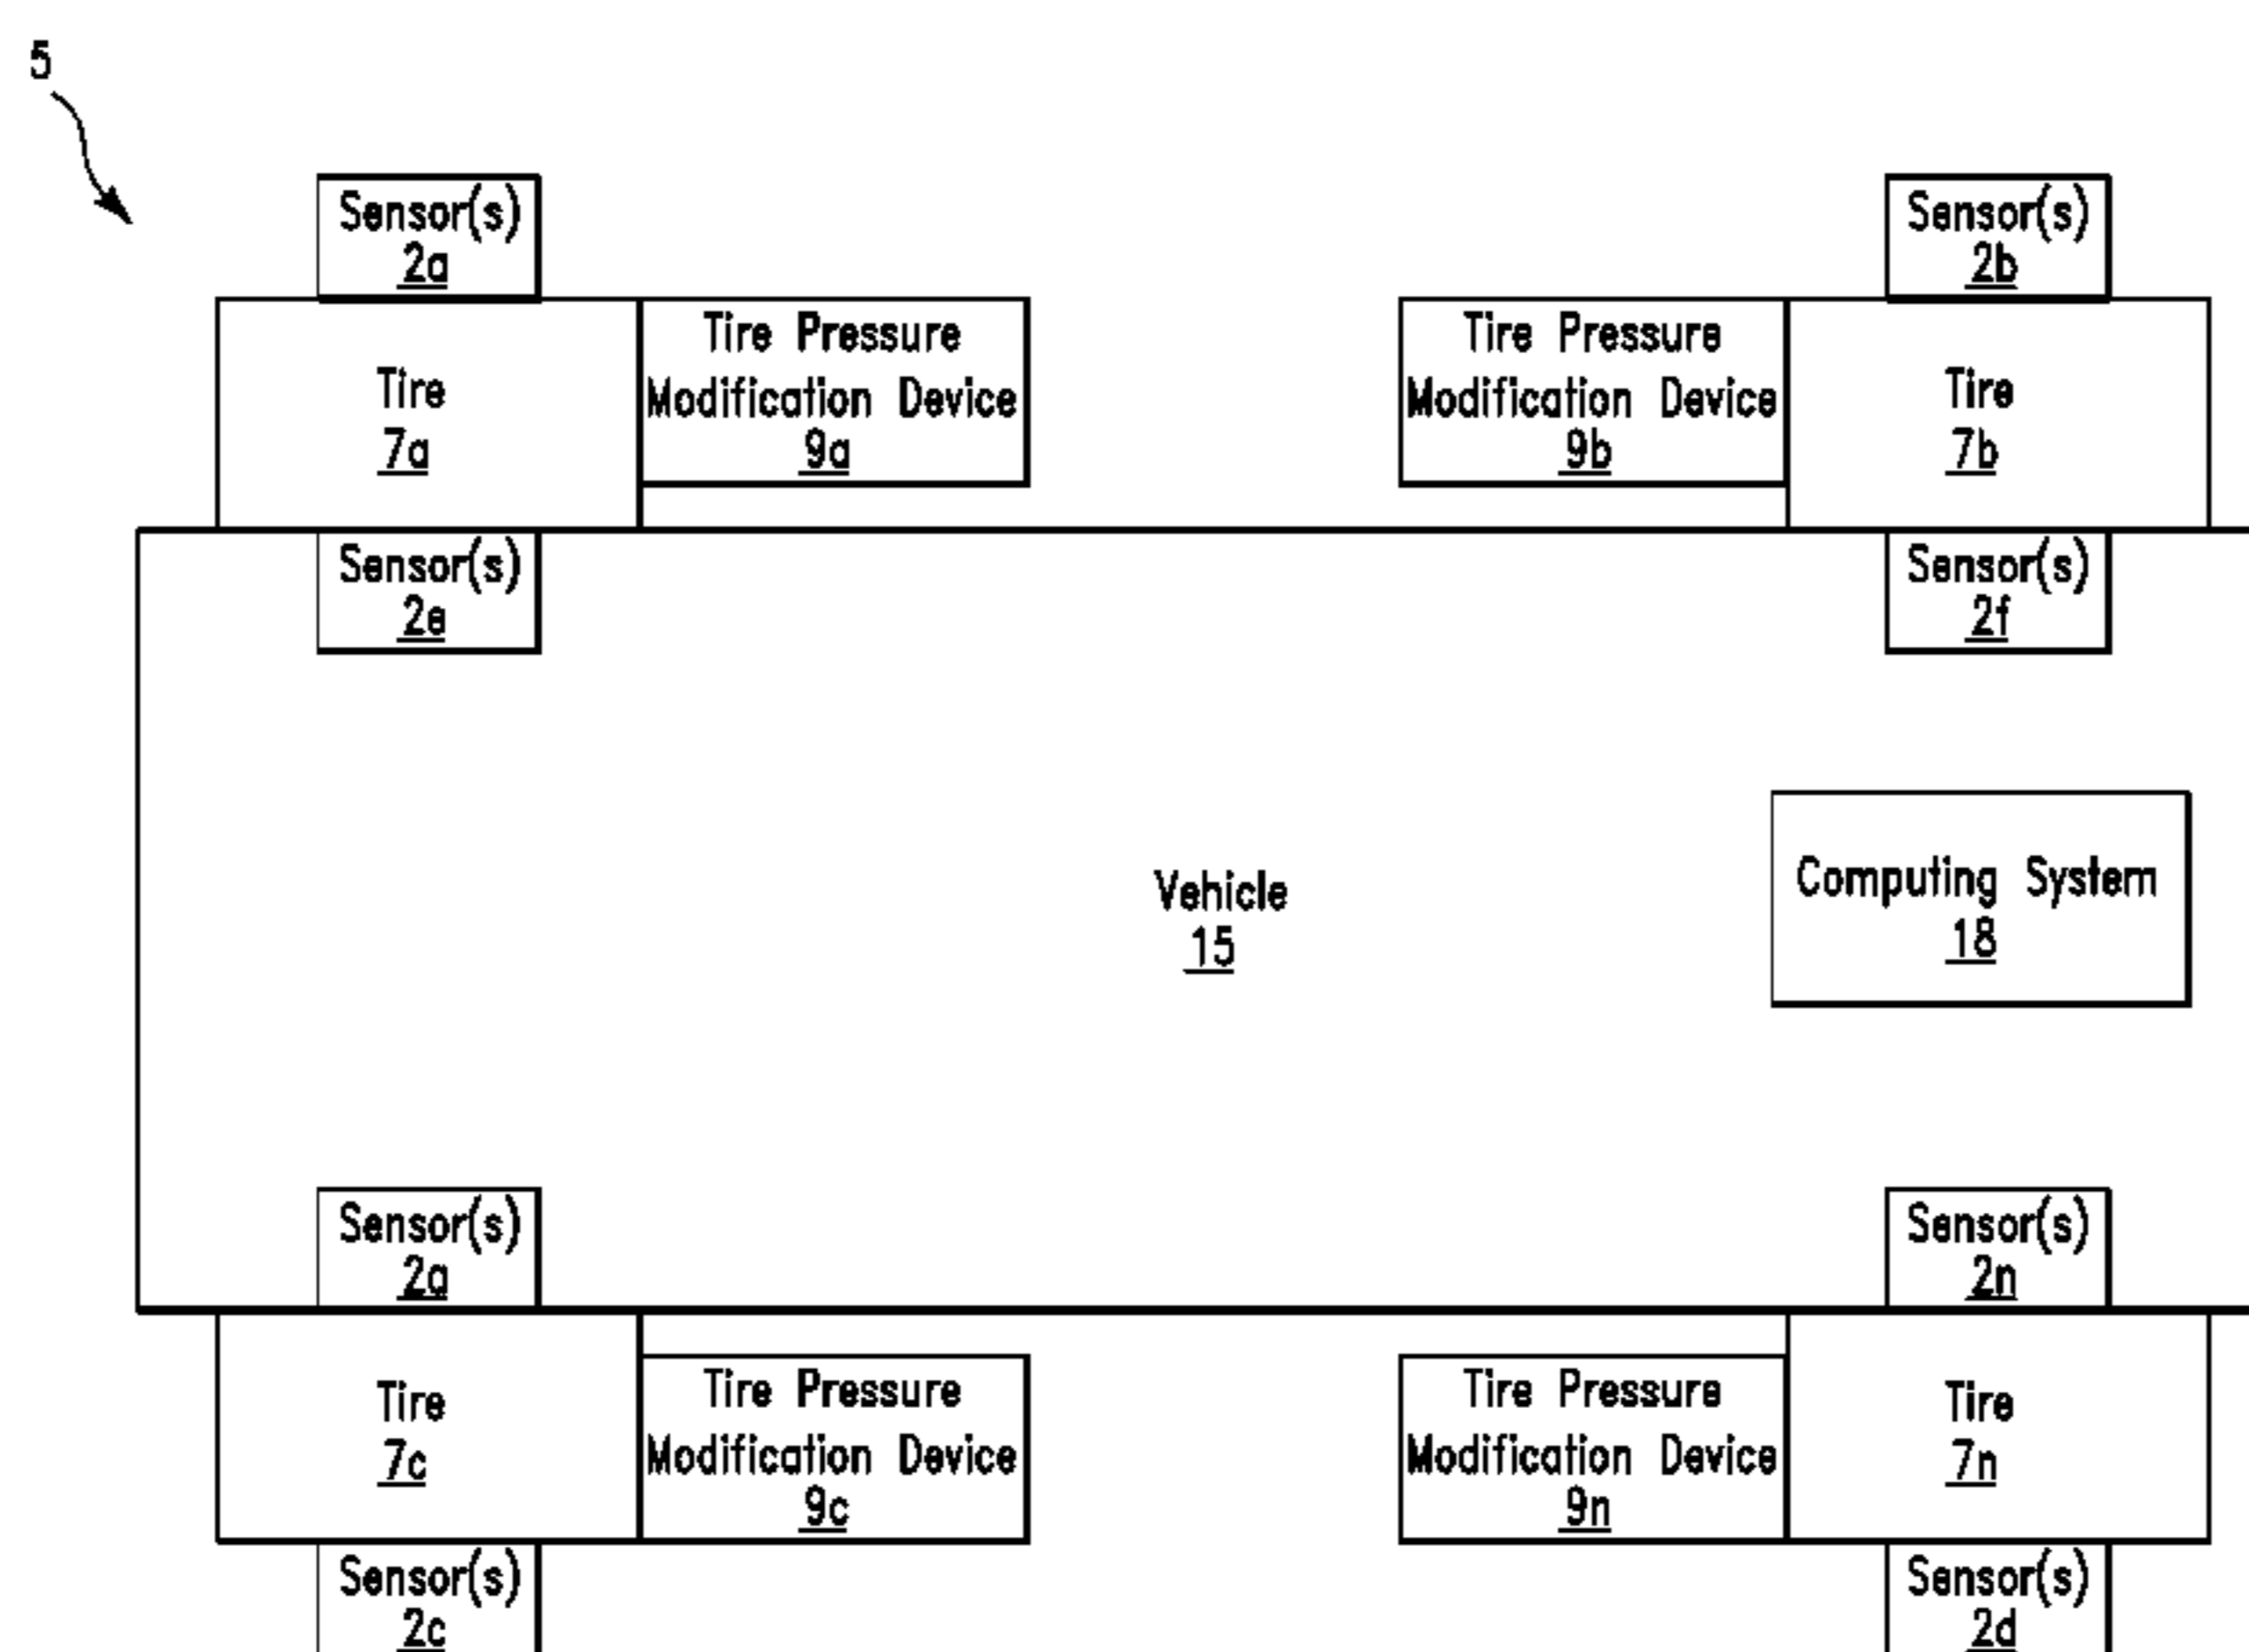 5
Sensor(s)
2a
Sensor(s)
2b
Tire
7a
Tire Pressure
Modification Device
9a
Tire Pressure
Modification Device
9b
Tire
7b
Sensor(s)
2e
Sensor(s)
2f
Vehicle
15
Computing System
18
Sensor(s)
2g
Sensor(s)
2n
Tire
7c
Tire Pressure
Modification Device
9c
Tire Pressure
Modification Device
9n
Tire
7n
Sensor(s)
2c
Sensor(s)
2d